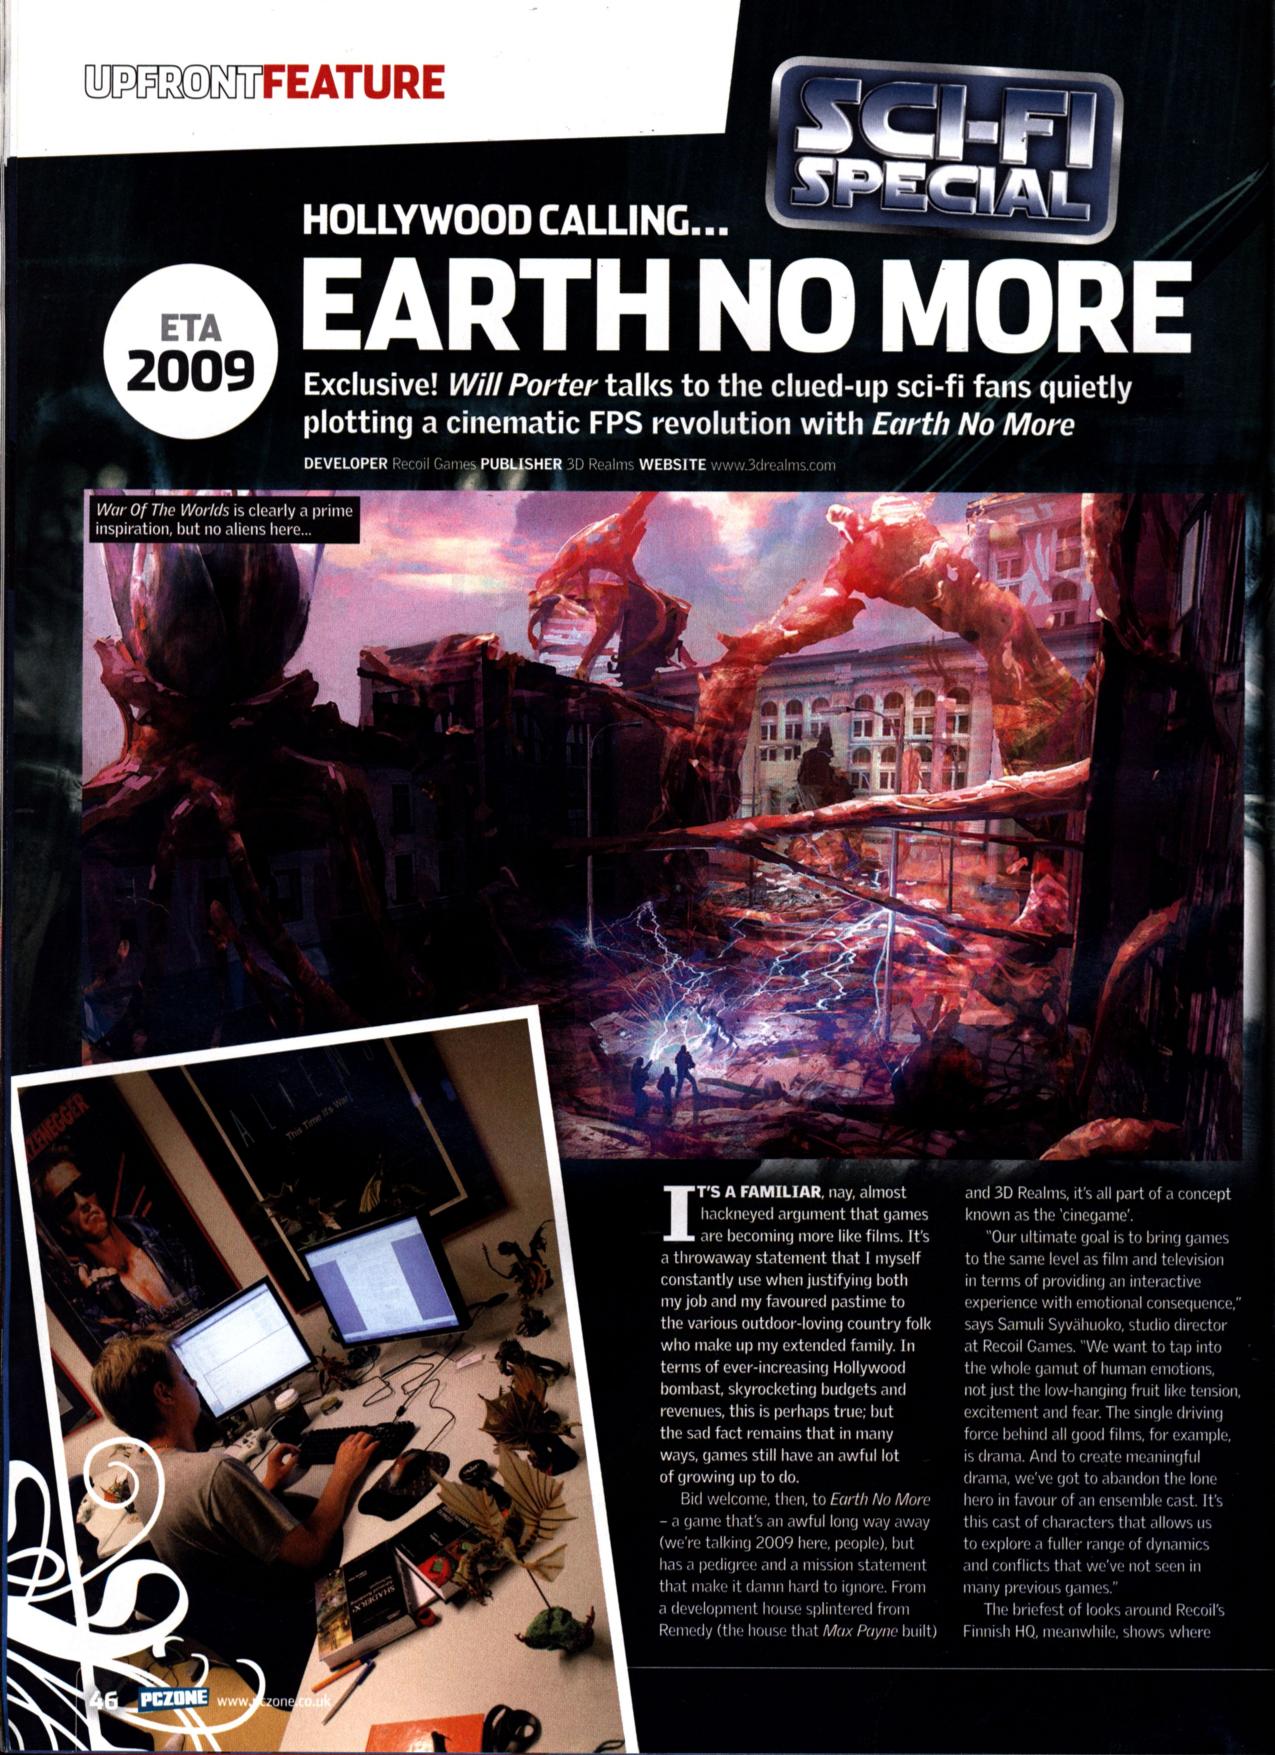 UPFRONTFEATURE
SCI-FI
SPECIAL
HOLLYWOOD CALLING...
EARTH NO MORE
ETA
2009
Exclusive! Will Porter talks to the clued-up sci-fi fans quietly
plotting a cinematic FPS revolution with Earth No More
DEVELOPER Recoil Games PUBLISHER 3D Realms WEBSITE www.3drealms.com
War Of The Worlds is clearly a prime
inspiration, but no aliens here...
ZENEGGER
ALIENS
This Time It's War
SHADERX
IT'S A FAMILIAR, nay, almost
hackneyed argument that games
are becoming more like films. It's
a throwaway statement that I myself
constantly use when justifying both
my job and my favoured pastime to
the various outdoor-loving country folk
who make up my extended family. In
terms of ever-increasing Hollywood
bombast, skyrocketing budgets and
revenues, this is perhaps true; but
the sad fact remains that in many
ways, games still have an awful lot
of growing up to do.
Bid welcome, then, to Earth No More
– a game that's an awful long way away
(we're talking 2009 here, people), but
has a pedigree and a mission statement
that make it damn hard to ignore. From
a development house splintered from
Remedy (the house that Max Payne built)
and 3D Realms, it's all part of a concept
known as the 'cinegame'.
"Our ultimate goal is to bring games
to the same level as film and television
in terms of providing an interactive
experience with emotional consequence,"
says Samuli Syvähuoko, studio director
at Recoil Games. "We want to tap into
the whole gamut of human emotions,
not just the low-hanging fruit like tension,
excitement and fear. The single driving
force behind all good films, for example,
is drama. And to create meaningful
drama, we've got to abandon the lone
hero in favour of an ensemble cast. It's
this cast of characters that allows us
to explore a fuller range of dynamics
and conflicts that we've not seen in
many previous games."
The briefest of looks around Recoil's
Finnish HQ, meanwhile, shows where
46 PCZONE www.pczone.co.uk